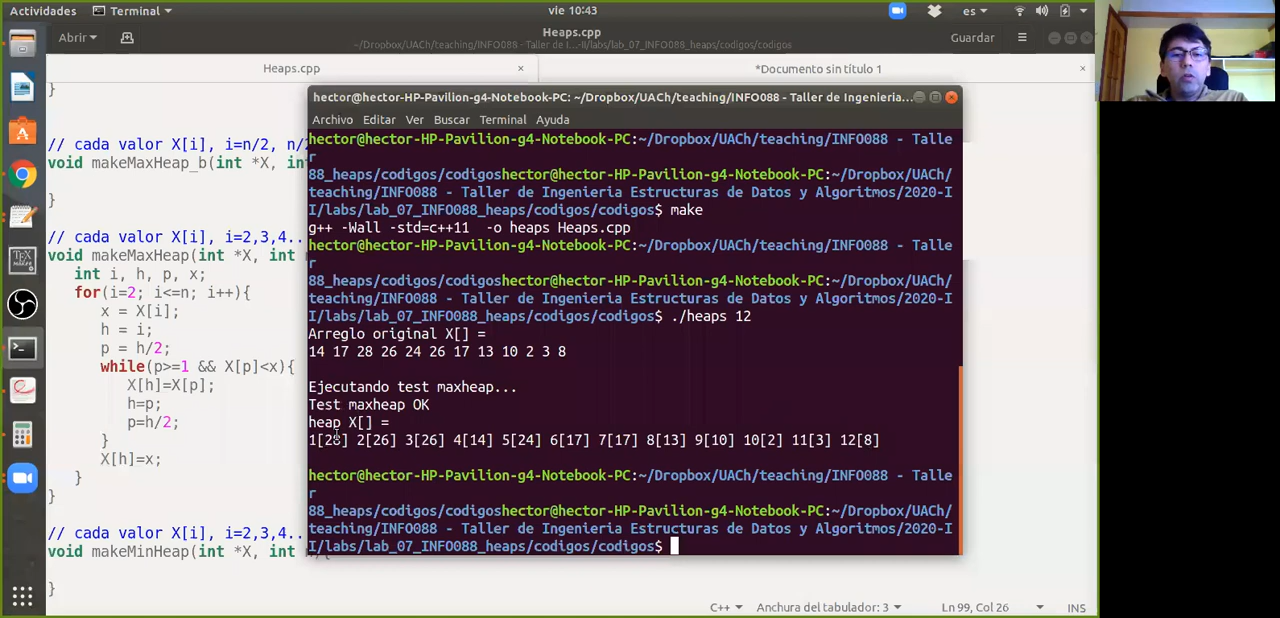 Actividades Terminal vie 10:43 es
Abrir Heaps.cpp Guardar
~/Dropbox/UACh/teaching/INFO088 - Taller de I...-II/labs/lab_07_INFO088_heaps/codigos/codigos
Heaps.cpp × *Documento sin título 1 ×
}
// cada valor X[i], i=n/2, n/2
void makeMaxHeap_b(int *X, in
}
// cada valor X[i], i=2,3,4..
void makeMaxHeap(int *X, int n
int i, h, p, x;
for(i=2; i<=n; i++){
x = X[i];
h = i;
p = h/2;
while(p>=1 && X[p]<x){
X[h]=X[p];
h=p;
p=h/2;
}
X[h]=x;
}
}
// cada valor X[i], i=2,3,4..
void makeMinHeap(int *X, int n){
}
hector@hector-HP-Pavilion-g4-Notebook-PC: ~/Dropbox/UACh/teaching/INFO088 - Taller de Ingenieria...
Archivo Editar Ver Buscar Terminal Ayuda
hector@hector-HP-Pavilion-g4-Notebook-PC:~/Dropbox/UACh/teaching/INFO088 - Talle
r
88_heaps/codigos/codigoshector@hector-HP-Pavilion-g4-Notebook-PC:~/Dropbox/UACh/
teaching/INFO088 - Taller de Ingenieria Estructuras de Datos y Algoritmos/2020-I
I/labs/lab_07_INFO088_heaps/codigos/codigos$ make
g++ -Wall -std=c++11 -o heaps Heaps.cpp
hector@hector-HP-Pavilion-g4-Notebook-PC:~/Dropbox/UACh/teaching/INFO088 - Talle
r
88_heaps/codigos/codigoshector@hector-HP-Pavilion-g4-Notebook-PC:~/Dropbox/UACh/
teaching/INFO088 - Taller de Ingenieria Estructuras de Datos y Algoritmos/2020-I
I/labs/lab_07_INFO088_heaps/codigos/codigos$ ./heaps 12
Arreglo original X[] =
14 17 28 26 24 26 17 13 10 2 3 8
Ejecutando test maxheap...
Test maxheap OK
heap X[] =
1[28] 2[26] 3[26] 4[14] 5[24] 6[17] 7[17] 8[13] 9[10] 10[2] 11[3] 12[8]
hector@hector-HP-Pavilion-g4-Notebook-PC:~/Dropbox/UACh/teaching/INFO088 - Talle
r
88_heaps/codigos/codigoshector@hector-HP-Pavilion-g4-Notebook-PC:~/Dropbox/UACh/
teaching/INFO088 - Taller de Ingenieria Estructuras de Datos y Algoritmos/2020-I
I/labs/lab_07_INFO088_heaps/codigos/codigos$
C++ Anchura del tabulador: 3 Ln 99, Col 26 INS